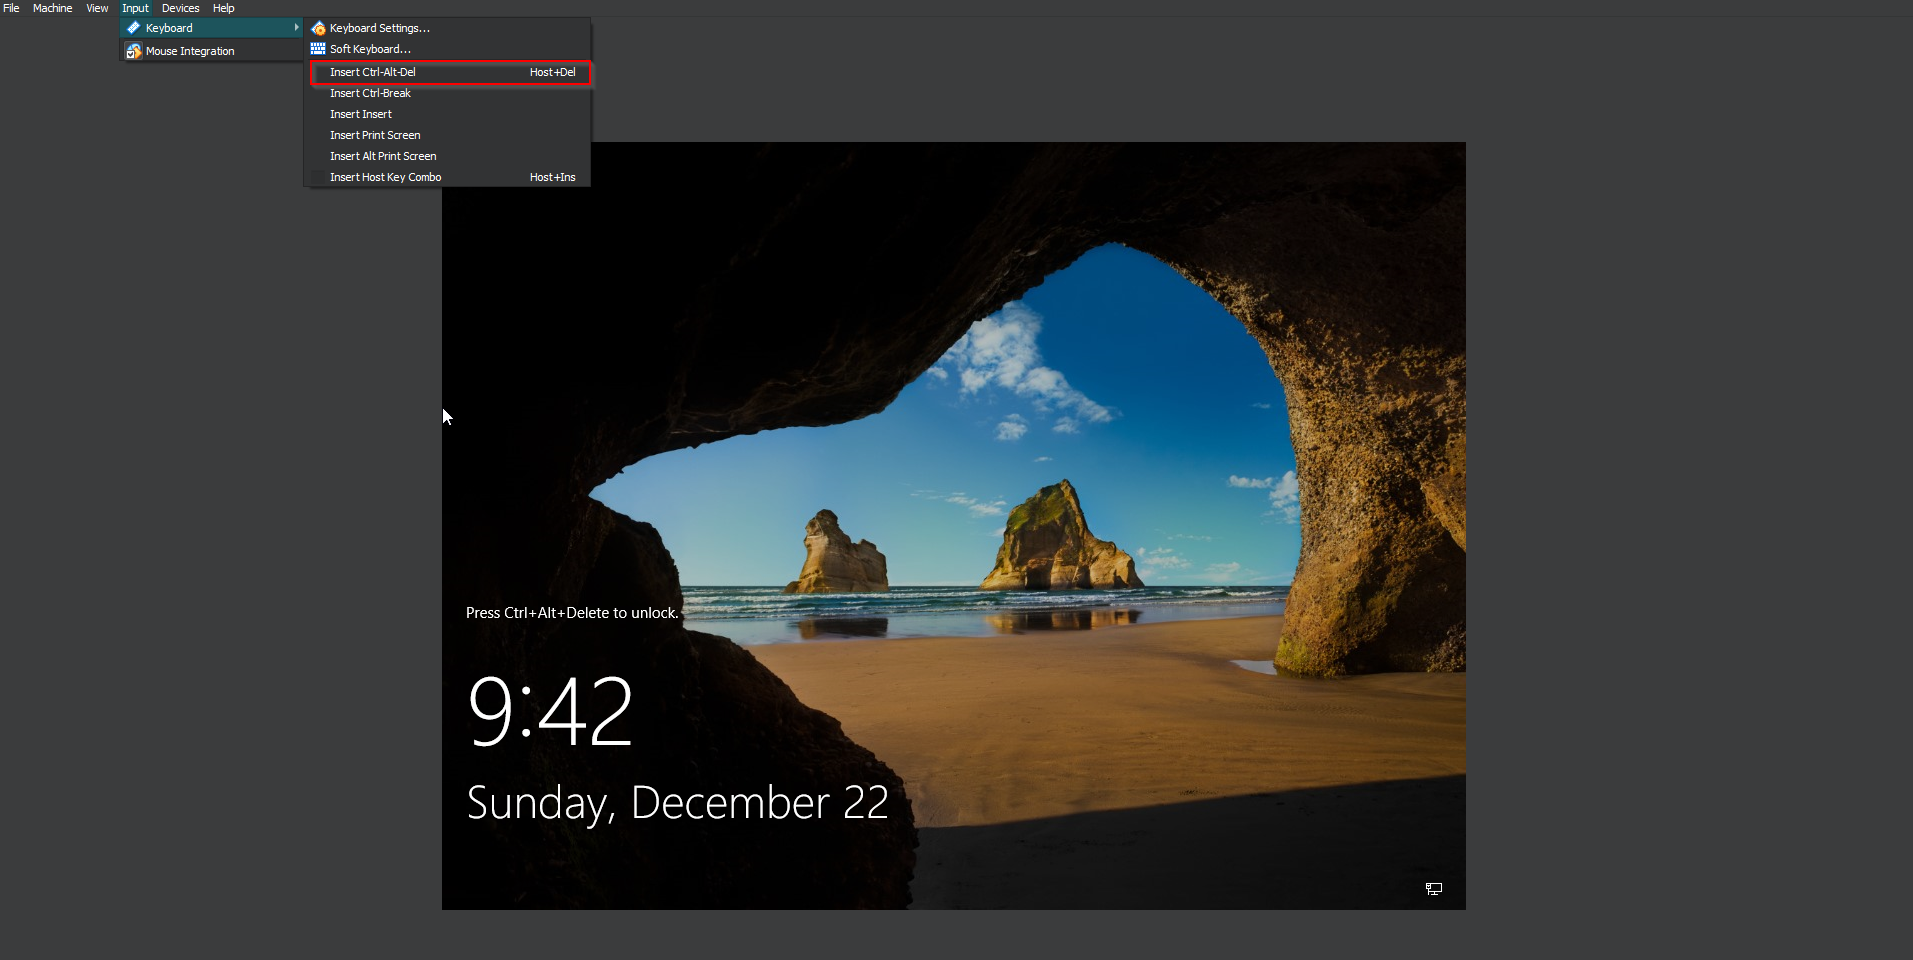 File Machine View Input Devices Help
Keyboard
Mouse Integration
Keyboard Settings...
Soft Keyboard...
Insert Ctrl-Alt-Del Host+Del
Insert Ctrl-Break
Insert Insert
Insert Print Screen
Insert Alt Print Screen
Insert Host Key Combo Host+Ins
Press Ctrl+Alt+Delete to unlock.
9:42
Sunday, December 22